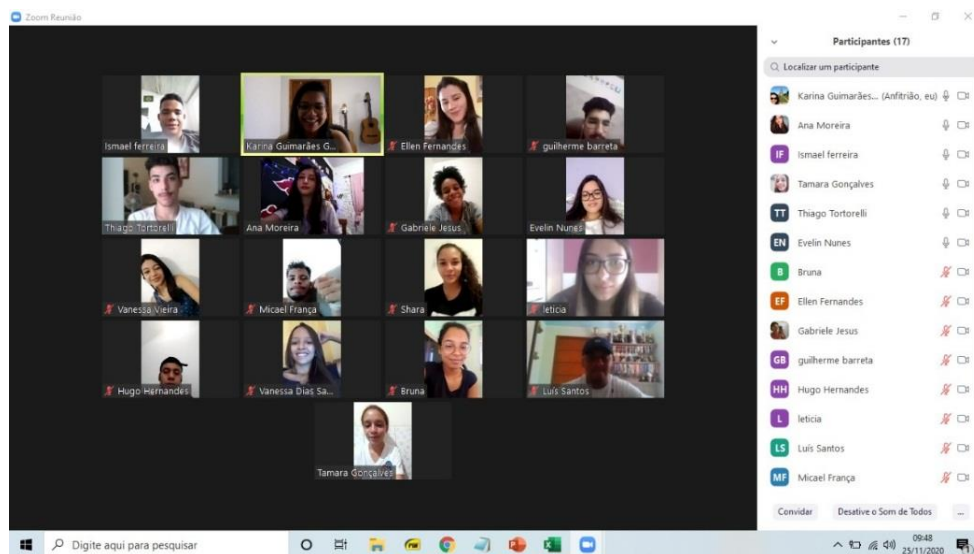 Zoom Reunião
Ismael ferreira
Karina Guimarães G...
Ellen Fernandes
guilherme barreta
Thiago Tortorelli
Ana Moreira
Gabriele Jesus
Evelin Nunes
Vanessa Vieira
Micael França
Shara
leticia
Hugo Hernandes
Vanessa Dias Sa...
Bruna
Luís Santos
Tamara Gonçalves
Participantes (17)
Localizar um participante
Karina Guimarães... (Anfitrião, eu)
Ana Moreira
IF Ismael ferreira
Tamara Gonçalves
TT Thiago Tortorelli
EN Evelin Nunes
B Bruna
EF Ellen Fernandes
Gabriele Jesus
GB guilherme barreta
HH Hugo Hernandes
L leticia
LS Luís Santos
MF Micael França
Convidar Desative o Som de Todos ...
Digite aqui para pesquisar
09:48
25/11/2020